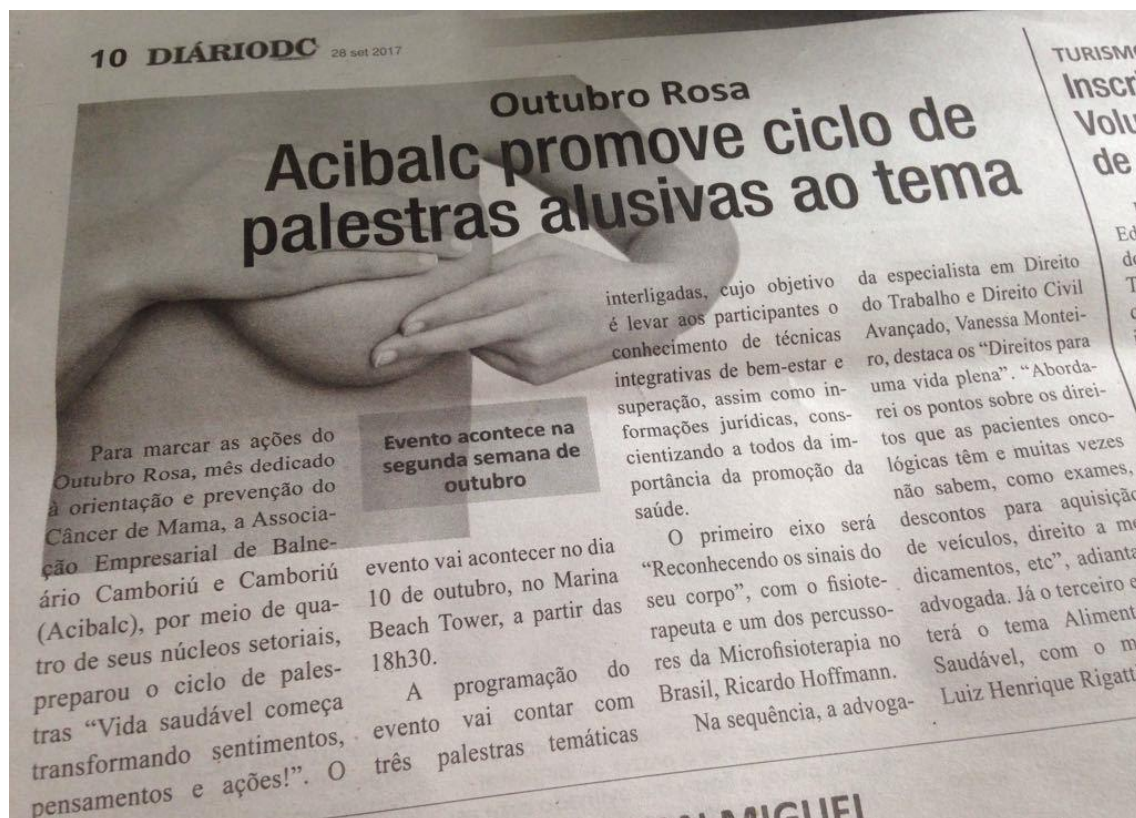 10 DIÁRIODC 28 set 2017
Outubro Rosa
Acibalc promove ciclo de
palestras alusivas ao tema
Para marcar as ações do
Outubro Rosa, mês dedicado
à orientação e prevenção do
Câncer de Mama, a Associa-
ção Empresarial de Balne-
ário Camboriú e Camboriú
(Acibalc), por meio de qua-
tro de seus núcleos setoriais,
preparou o ciclo de pales-
tras “Vida saudável começa
transformando sentimentos,
pensamentos e ações!”. O
Evento acontece na
segunda semana de
outubro
evento vai acontecer no dia
10 de outubro, no Marina
Beach Tower, a partir das
18h30.
A programação do
evento vai contar com
três palestras temáticas
interligadas, cujo objetivo
é levar aos participantes o
conhecimento de técnicas
integrativas de bem-estar e
superação, assim como in-
formações jurídicas, cons-
cientizando a todos da im-
portância da promoção da
saúde.
O primeiro eixo será
“Reconhecendo os sinais do
seu corpo”, com o fisiote-
rapeuta e um dos percusso-
res da Microfisioterapia no
Brasil, Ricardo Hoffmann.
Na sequência, a advoga-
da especialista em Direito
do Trabalho e Direito Civil
Avançado, Vanessa Montei-
ro, destaca os “Direitos para
uma vida plena”. “Aborda-
rei os pontos sobre os direi-
tos que as pacientes onco-
lógicas têm e muitas vezes
não sabem, como exames,
descontos para aquisição
de veículos, direito a me
dicamentos, etc”, adianta
advogada. Já o terceiro e
terá o tema Aliment
Saudável, com o m
Luiz Henrique Rigatt
TURISMO
Inscr
Volu
de
MIGUEL